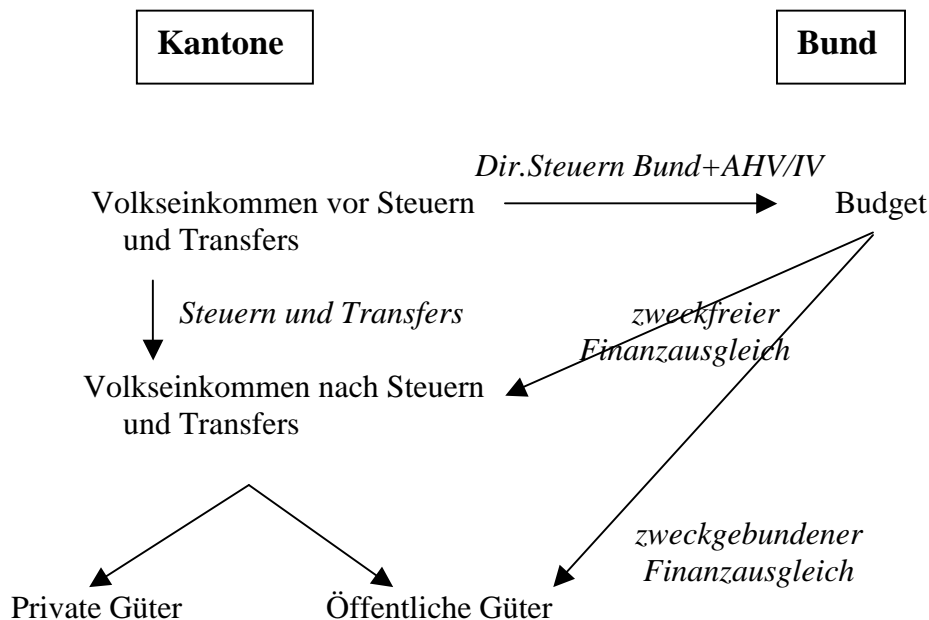 Kantone
Bund
Dir.Steuern Bund+AHV/IV
Volkseinkommen vor Steuern
und Transfers
Budget
Steuern und Transfers
zweckfreier
Finanzausgleich
Volkseinkommen nach Steuern
und Transfers
zweckgebundener
Finanzausgleich
Private Güter
Öffentliche Güter